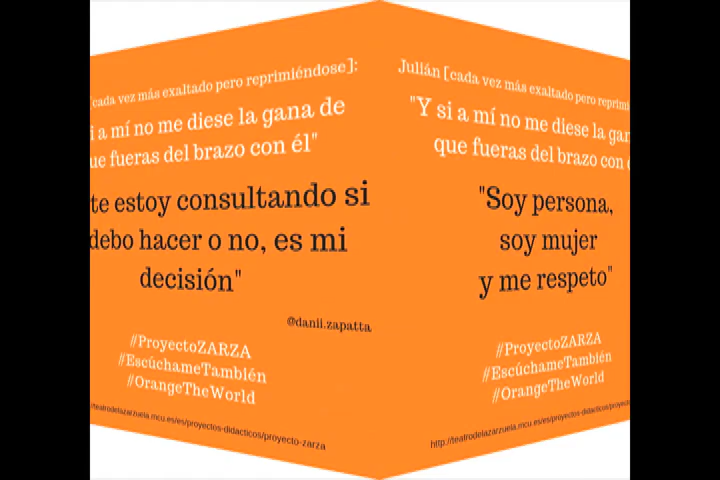 cada vez más exaltado pero reprimiéndose]:
i a mí no me diese la gana de
ue fueras del brazo con él"
te estoy consultando si
debo hacer o no, es mi
decisión"
@danii.zapatta
#ProyectoZARZA
#EscúchameTambién
#OrangeTheWorld
/teatrodelazarzuela.mcu.es/es/proyectos-didacticos/proyecto-zarza
Julián [cada vez más exaltado pero reprimi
"Y si a mí no me diese la gan
que fueras del brazo con
"Soy persona,
soy mujer
y me respeto"
#ProyectoZARZA
#EscúchameTambién
#OrangeTheWorld
http://teatrodelazarzuela.mcu.es/es/proyectos-didacticos/proyecto